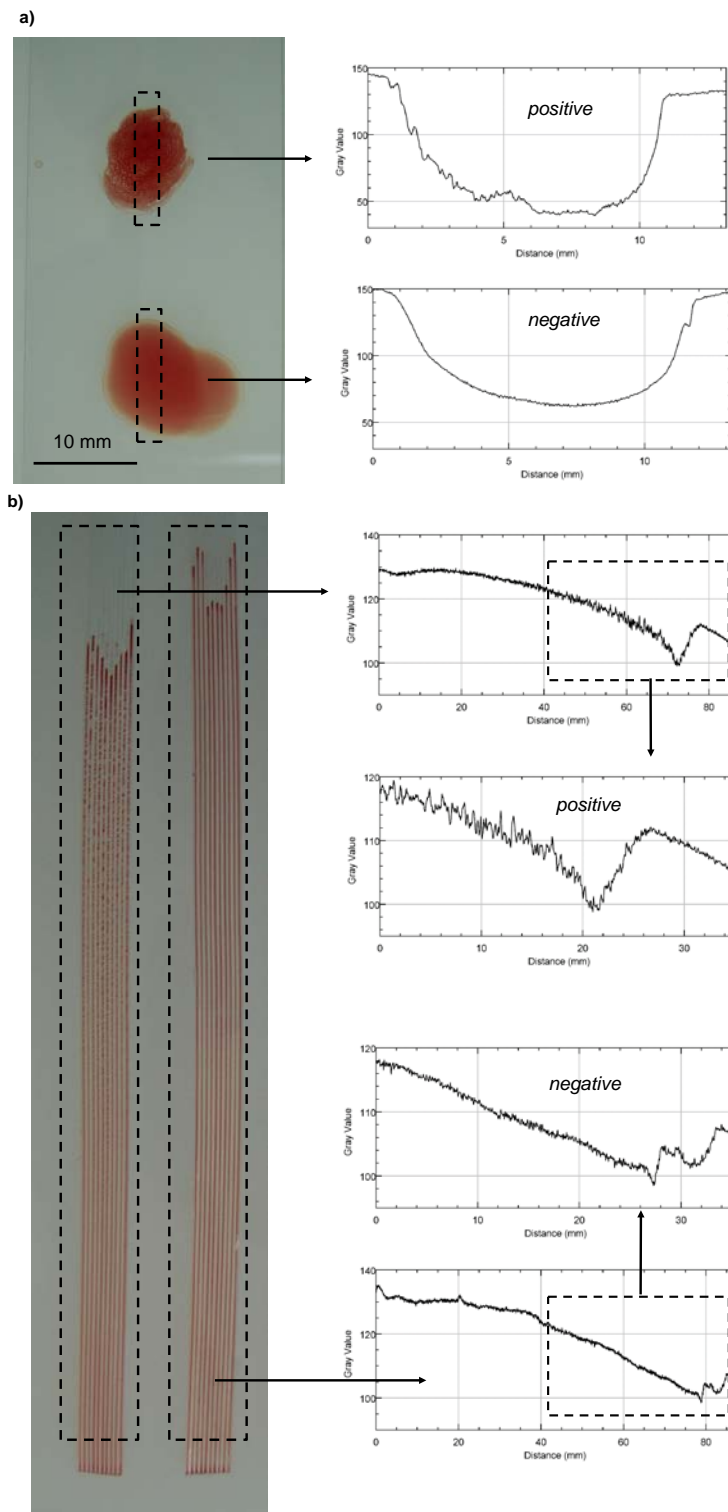 a)
150
100
50
0
5
10
Gray Value
Distance (mm)
positive
150
100
50
0
5
10
Gray Value
Distance (mm)
negative
10 mm
b)
140
120
100
0
20
40
60
80
Gray Value
Distance (mm)
120
110
100
0
10
20
30
Gray Value
Distance (mm)
positive
120
110
100
0
10
20
30
Gray Value
Distance (mm)
negative
140
120
100
0
20
40
60
80
Gray Value
Distance (mm)